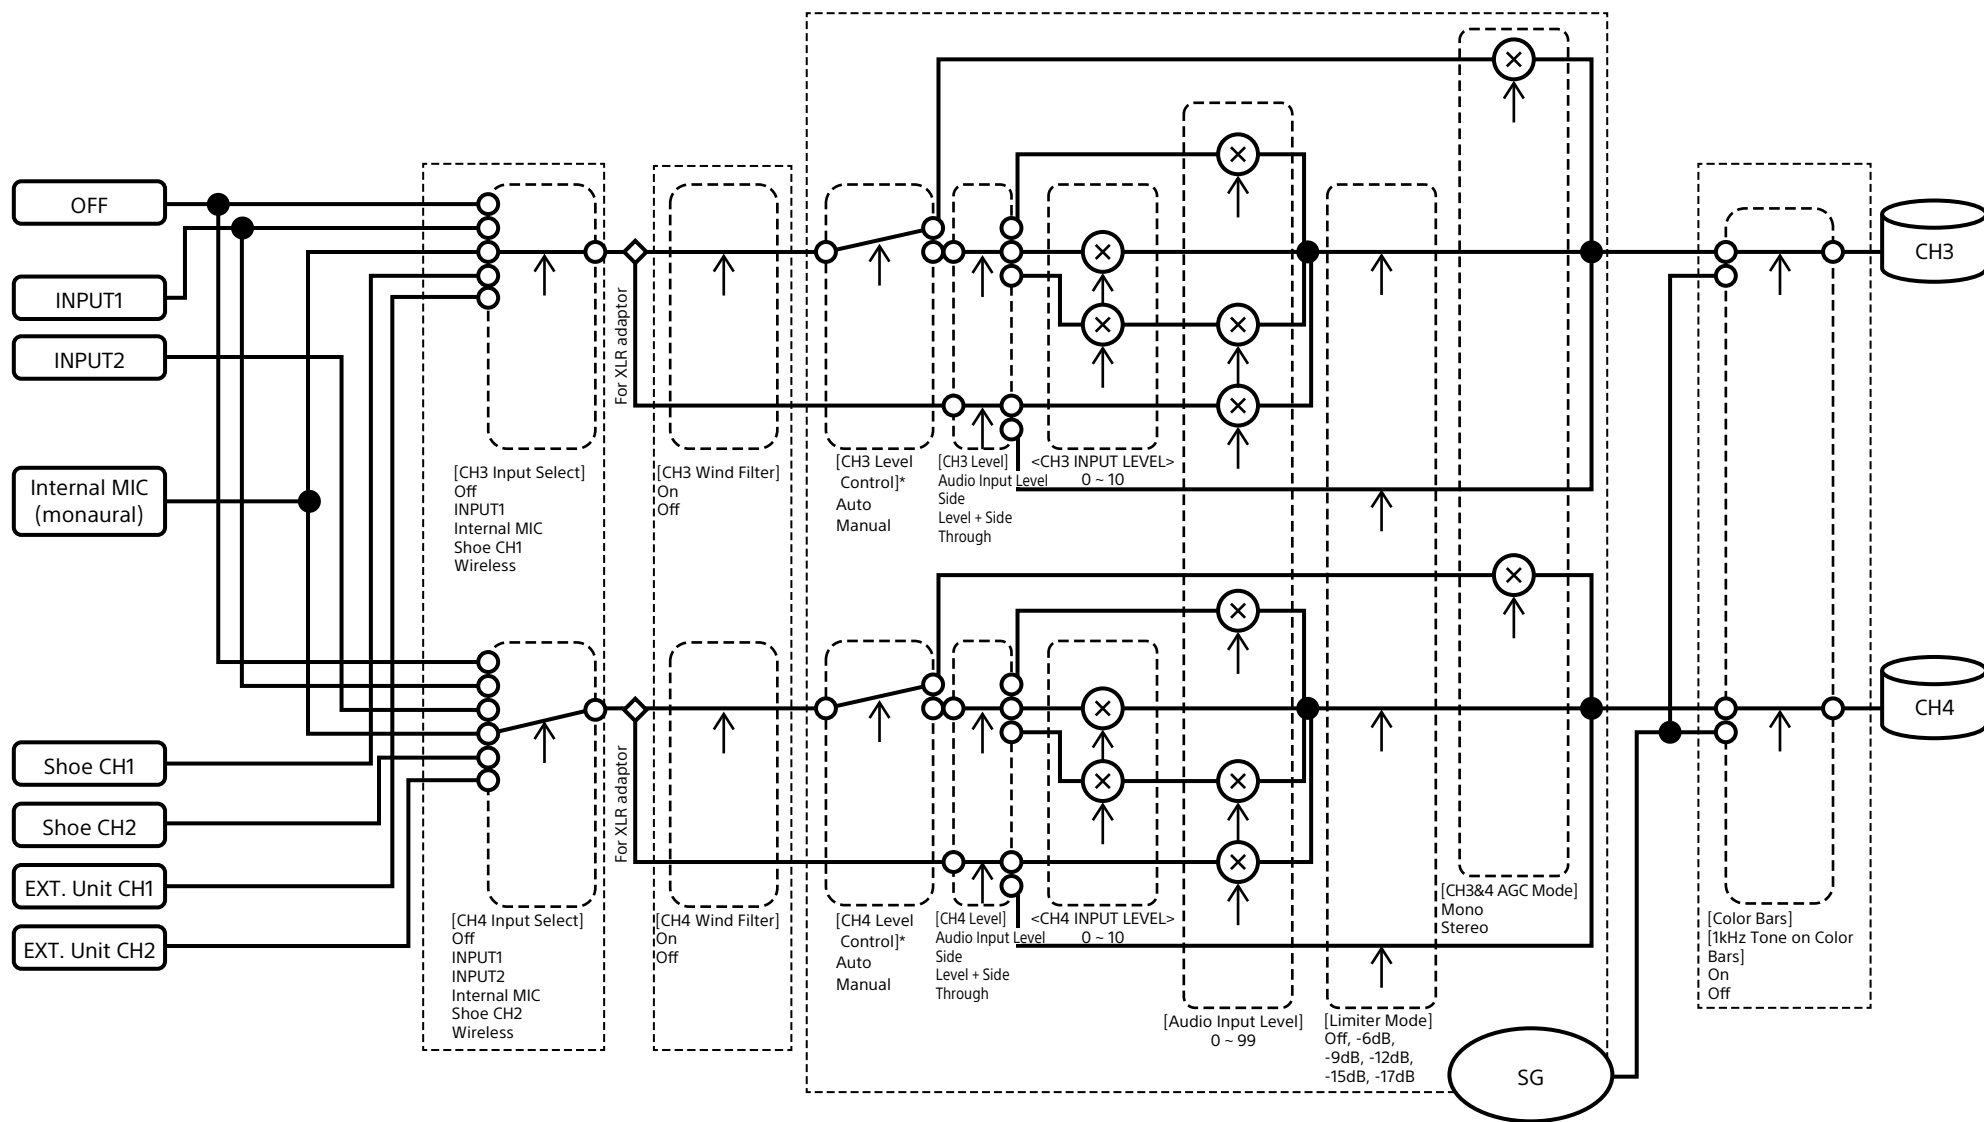 OFF
INPUT1
INPUT2
Internal MIC
(monaural)
Shoe CH1
Shoe CH2
EXT. Unit CH1
EXT. Unit CH2
[CH3 Input Select]
Off
INPUT1
Internal MIC
Shoe CH1
Wireless
For XLR adaptor
[CH3 Wind Filter]
On
Off
[CH3 Level
Control]*
Auto
Manual
[CH3 Level]
Audio Input Level
Side
Level + Side
Through
<CH3 INPUT LEVEL>
0 ~ 10
CH3
[CH4 Input Select]
Off
INPUT1
INPUT2
Internal MIC
Shoe CH2
Wireless
For XLR adaptor
[CH4 Wind Filter]
On
Off
[CH4 Level
Control]*
Auto
Manual
[CH4 Level]
Audio Input Level
Side
Level + Side
Through
<CH4 INPUT LEVEL>
0 ~ 10
[Audio Input Level]
0 ~ 99
[Limiter Mode]
Off, -6dB,
-9dB, -12dB,
-15dB, -17dB
[CH3&4 AGC Mode]
Mono
Stereo
SG
[Color Bars]
[1kHz Tone on Color
Bars]
On
Off
CH4